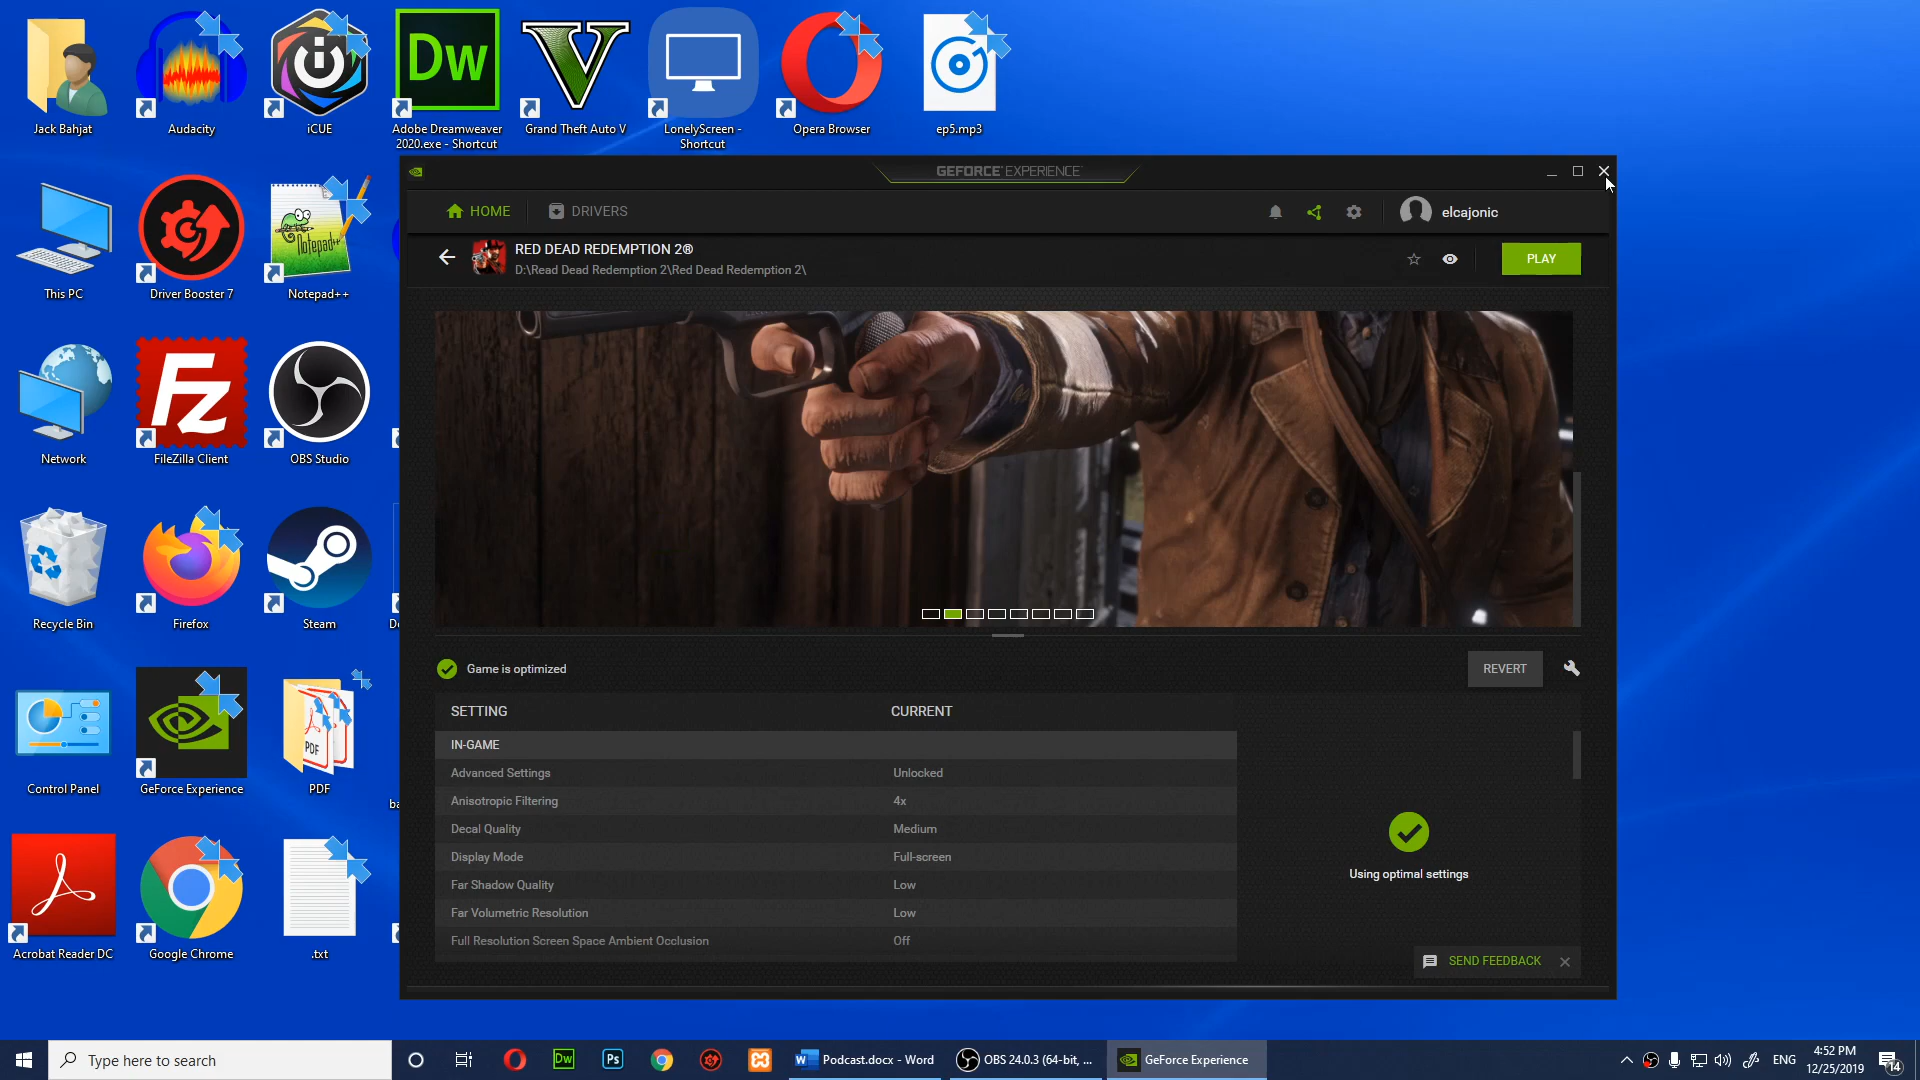 Jack Bahjat
Audacity
iCUE
Dw
Adobe Dreamweaver
2020.exe - Shortcut
Grand Theft Auto V
LonelyScreen -
Shortcut
Opera Browser
ep5.mp3
This PC
Driver Booster 7
Notepad++
Notepad++
Network
Fz
FileZilla Client
OBS Studio
Recycle Bin
Firefox
Steam
Control Panel
GeForce Experience
PDF
PDF
Acrobat Reader DC
Google Chrome
.txt
GEFORCE EXPERIENCE
HOME
DRIVERS
elcajonic
RED DEAD REDEMPTION 2®
D:\Read Dead Redemption 2\Red Dead Redemption 2\
PLAY
Game is optimized
REVERT
SETTING CURRENT
IN-GAME
Advanced Settings Unlocked
Anisotropic Filtering 4x
Decal Quality Medium
Display Mode Full-screen
Far Shadow Quality Low
Far Volumetric Resolution Low
Full Resolution Screen Space Ambient Occlusion Off
Using optimal settings
SEND FEEDBACK
Type here to search
Dw
Ps
Podcast.docx - Word
OBS 24.0.3 (64-bit, ...
GeForce Experience
ENG
4:52 PM
12/25/2019
14